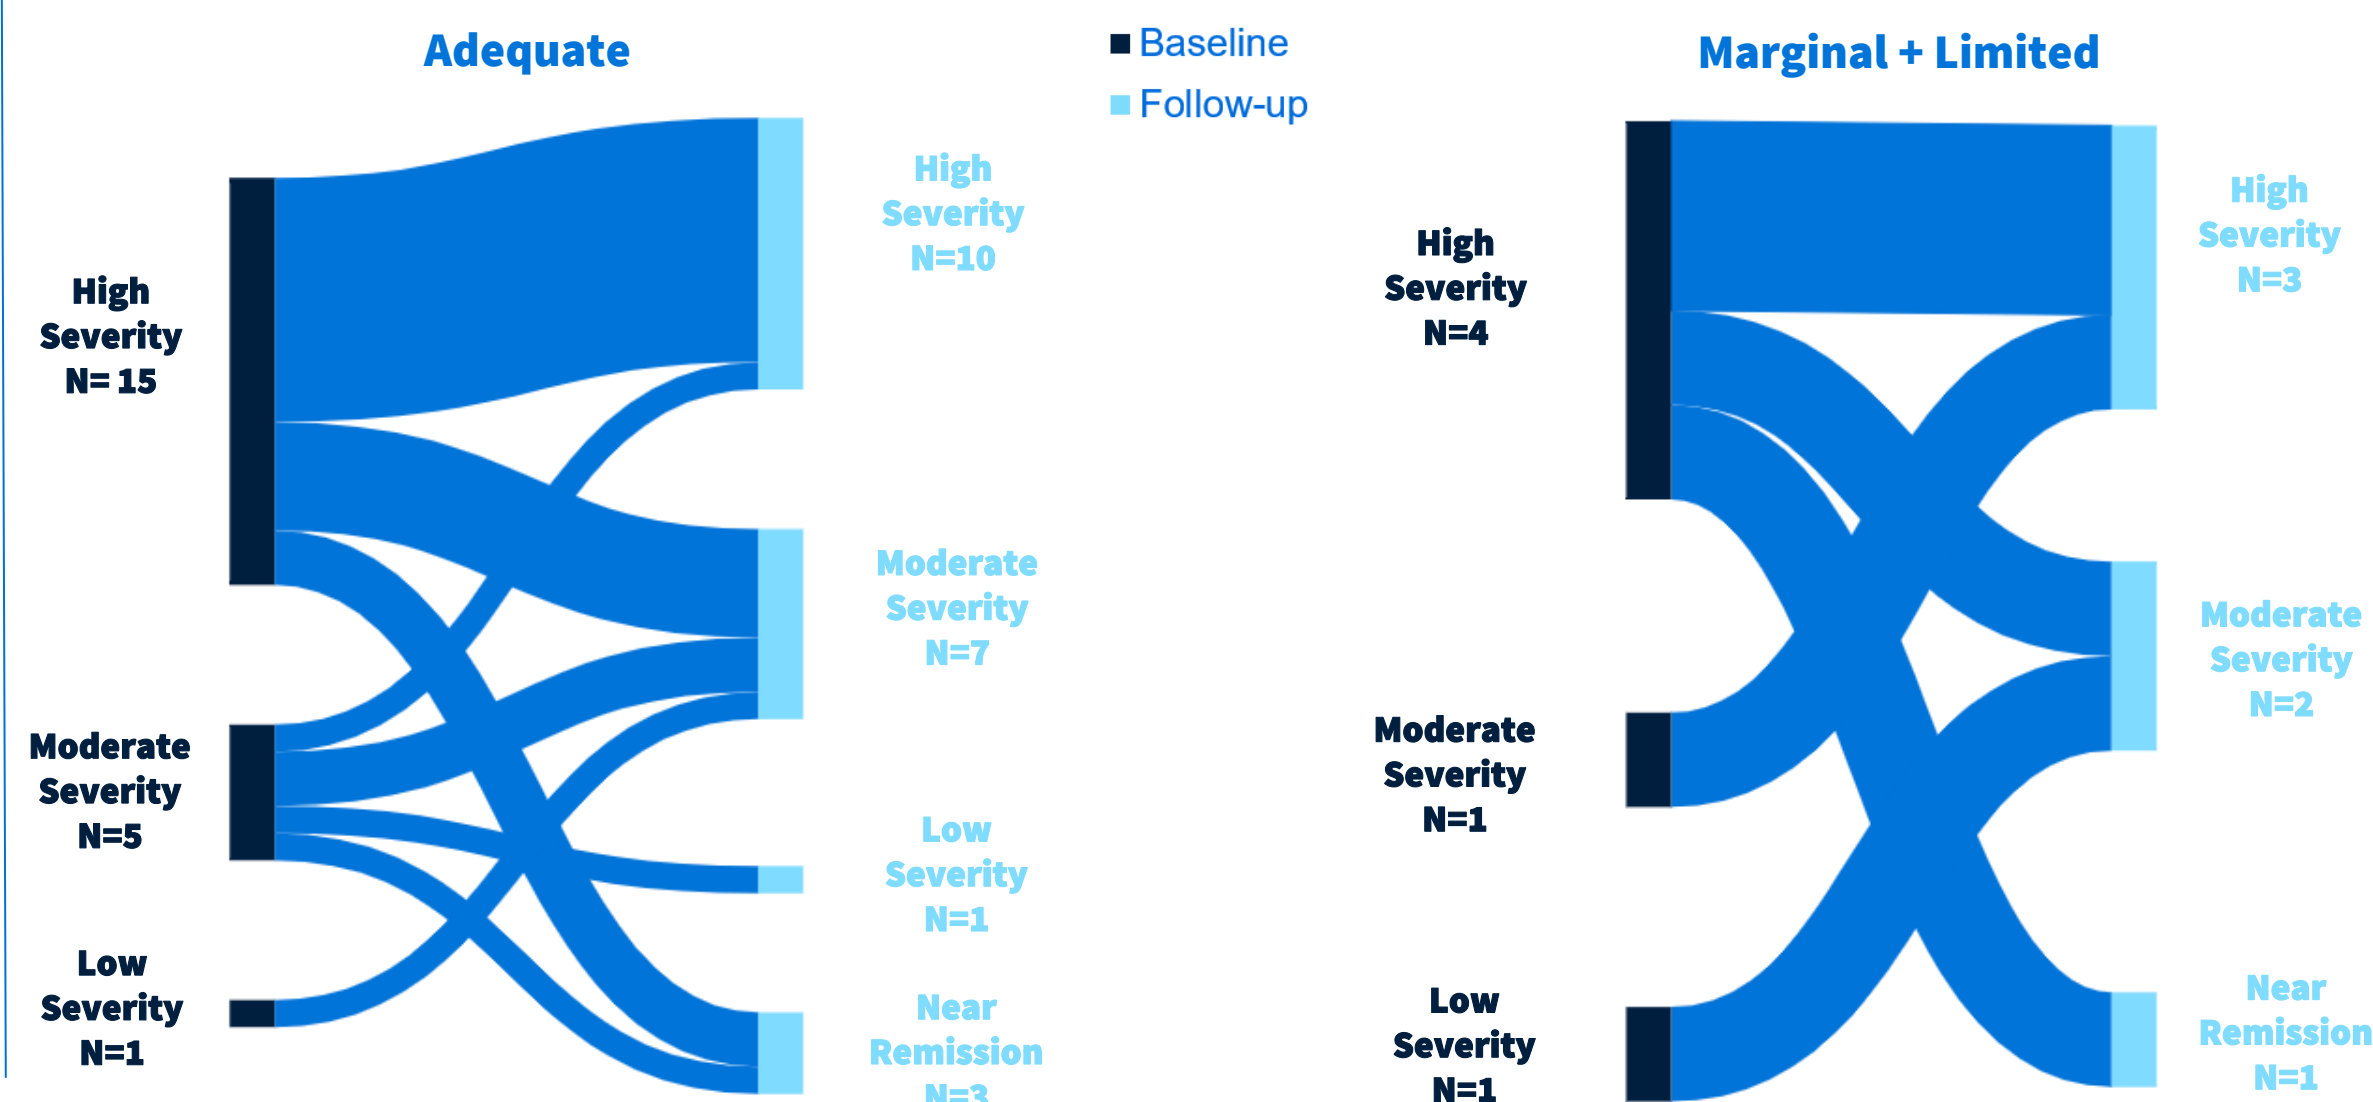 Adequate
Baseline
Follow-up
Marginal + Limited
High
Severity
N= 15
Moderate
Severity
N=5
Low
Severity
N=1
High
Severity
N=10
Moderate
Severity
N=7
Low
Severity
N=1
Near
Remission
N=3
High
Severity
N=4
Moderate
Severity
N=1
Low
Severity
N=1
High
Severity
N=3
Moderate
Severity
N=2
Near
Remission
N=1